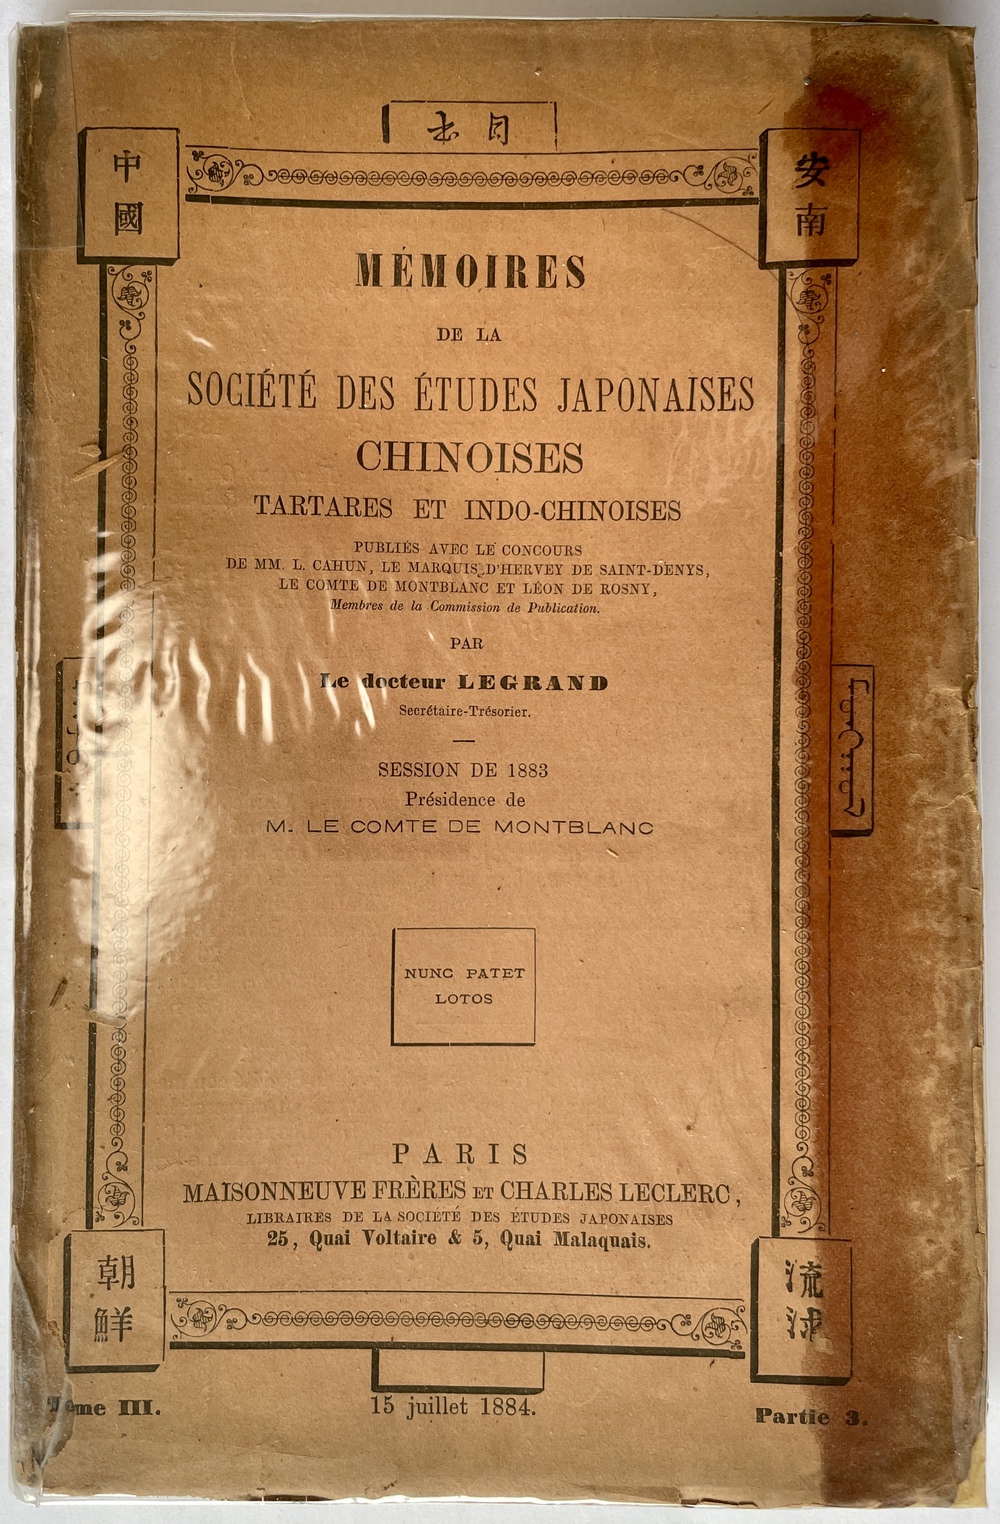 中國
安南
MÉMOIRES
DE LA
SOCIÉTÉ DES ÉTUDES JAPONAISES
CHINOISES
TARTARES ET INDO-CHINOISES
PUBLIÉS AVEC LE CONCOURS
DE MM. L. CAHUN, LE MARQUIS D'HERVEY DE SAINT-DENYS,
LE COMTE DE MONTBLANC ET LÉON DE ROSNY,
Membres de la Commission de Publication.
PAR
Le docteur LEGRAND
Secrétaire-Trésorier.
SESSION DE 1883
Présidence de
M. LE COMTE DE MONTBLANC
NUNC PATET
LOTOS
PARIS
MAISONNEUVE FRÈRES ET CHARLES LECLERC,
LIBRAIRES DE LA SOCIÉTÉ DES ÉTUDES JAPONAISES
25, Quai Voltaire & 5, Quai Malaquais.
朝鮮
流球
Tome III.
15 juillet 1884.
Partie 3.